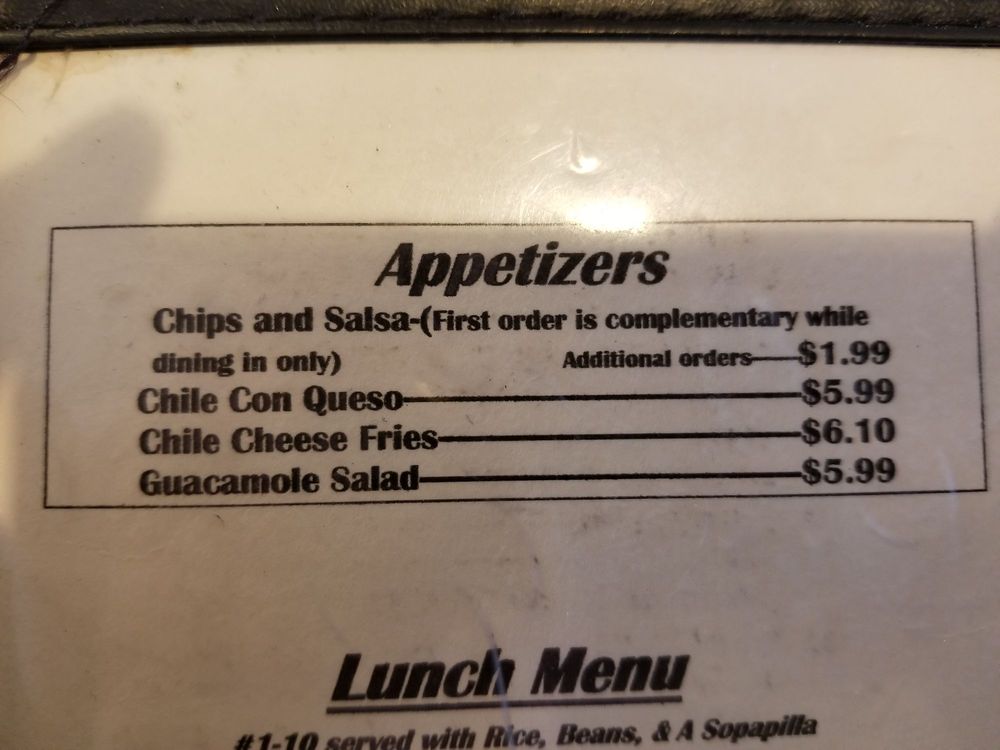 Appetizers
Chips and Salsa-(First order is complementary while
dining in only) Additional orders—$1.99
Chile Con Queso—$5.99
Chile Cheese Fries—$6.10
Guacamole Salad—$5.99
Lunch Menu
#1-10 served with Rice, Beans, & A Sopapilla